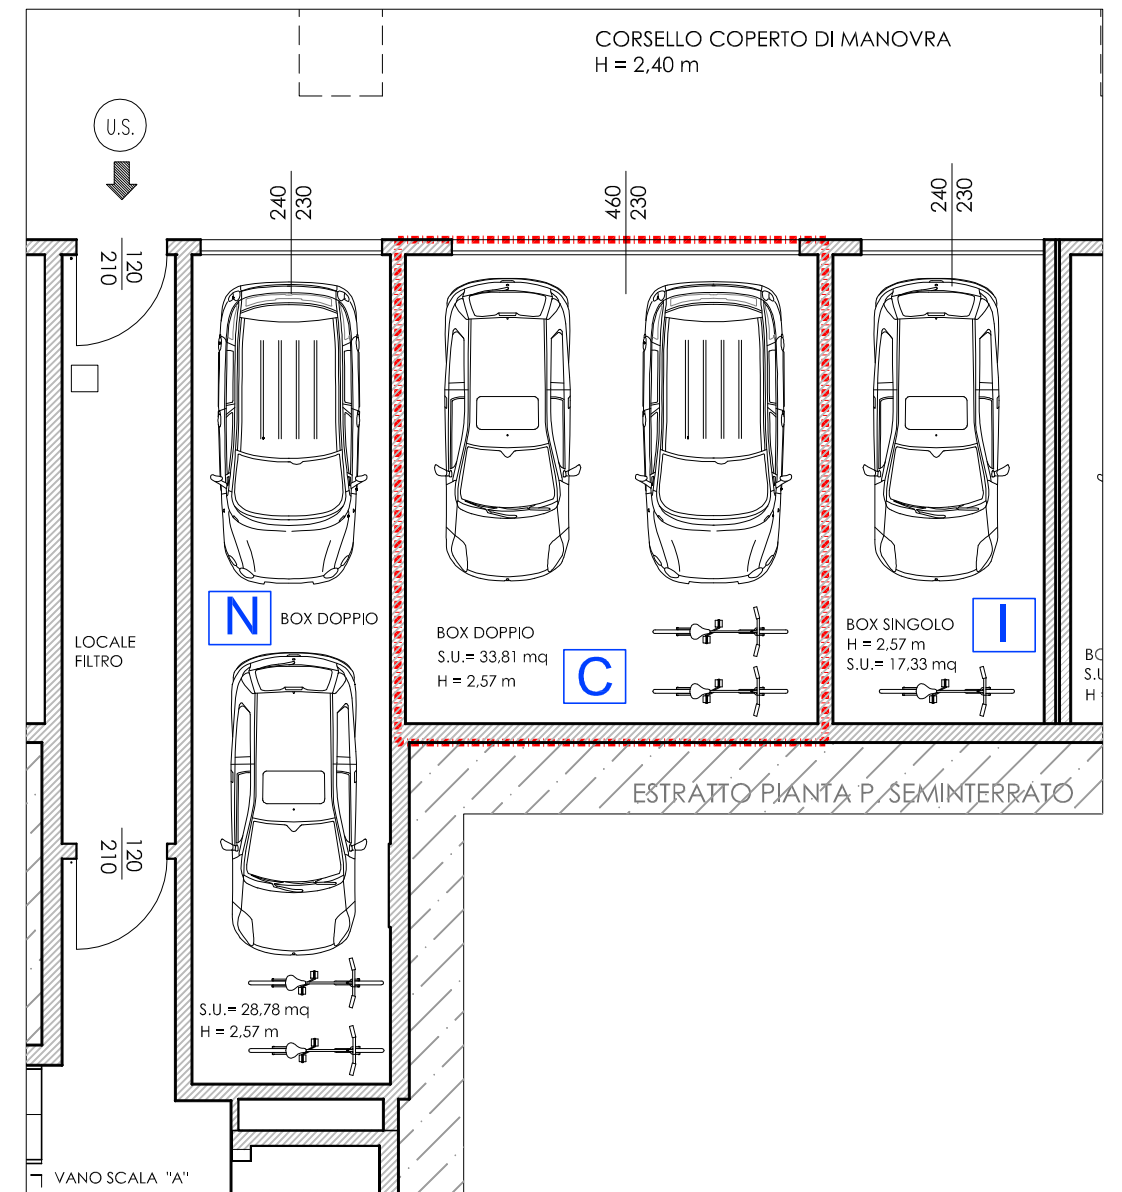 CORSELLO COPERTO DI MANOVRA
H = 2,40 m
U.S.
240
230
460
230
240
230
120
210
N
BOX DOPPIO
LOCALE
FILTRO
BOX DOPPIO
S.U.= 33,81 mq
H = 2,57 m
C
BOX SINGOLO
H = 2,57 m
S.U.= 17,33 mq
I
ESTRATTO PIANTA P. SEMINTERRATO
120
210
S.U.= 28,78 mq
H = 2,57 m
VANO SCALA "A"